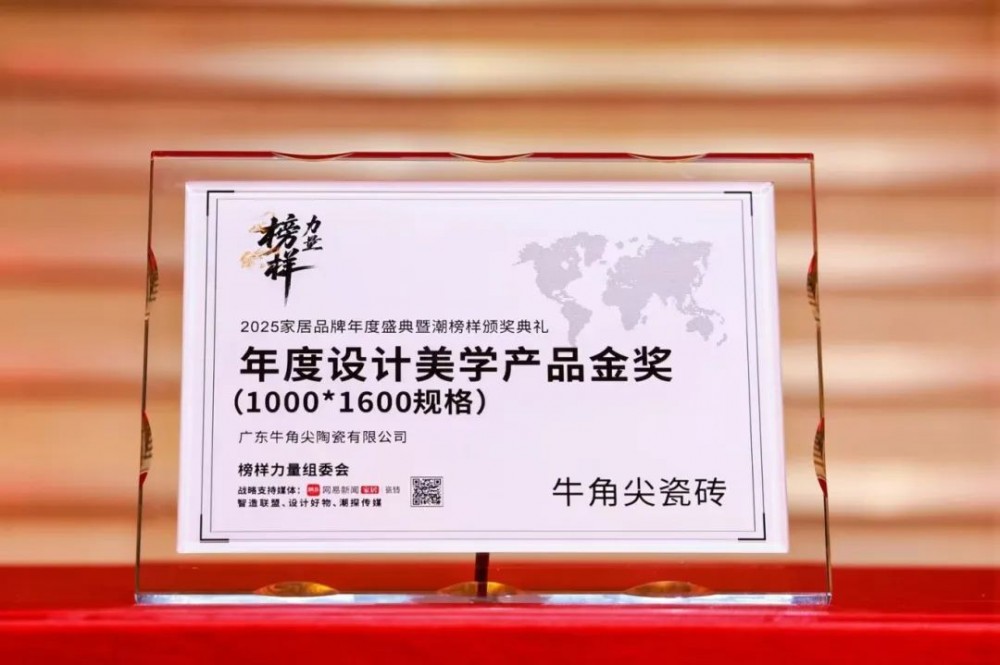 榜样力量
2025家居品牌年度盛典暨潮榜样颁奖典礼
年度设计美学产品金奖
（1000*1600规格）
广东牛角尖陶瓷有限公司
榜样力量组委会
战略支持媒体：网易新闻 家居 瓷砖
智造联盟、设计好物、潮探传媒
牛角尖瓷砖